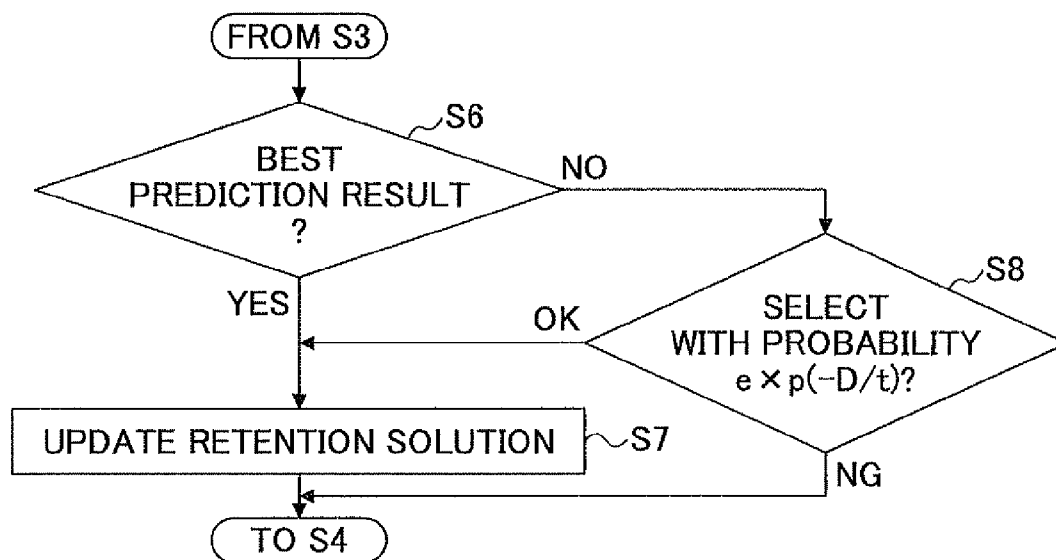 FROM S3
S6
BEST
PREDICTION RESULT
?
NO
YES
S8
SELECT
WITH PROBABILITY
e×p(-D/t)?
OK
NG
UPDATE RETENTION SOLUTION
S7
TO S4